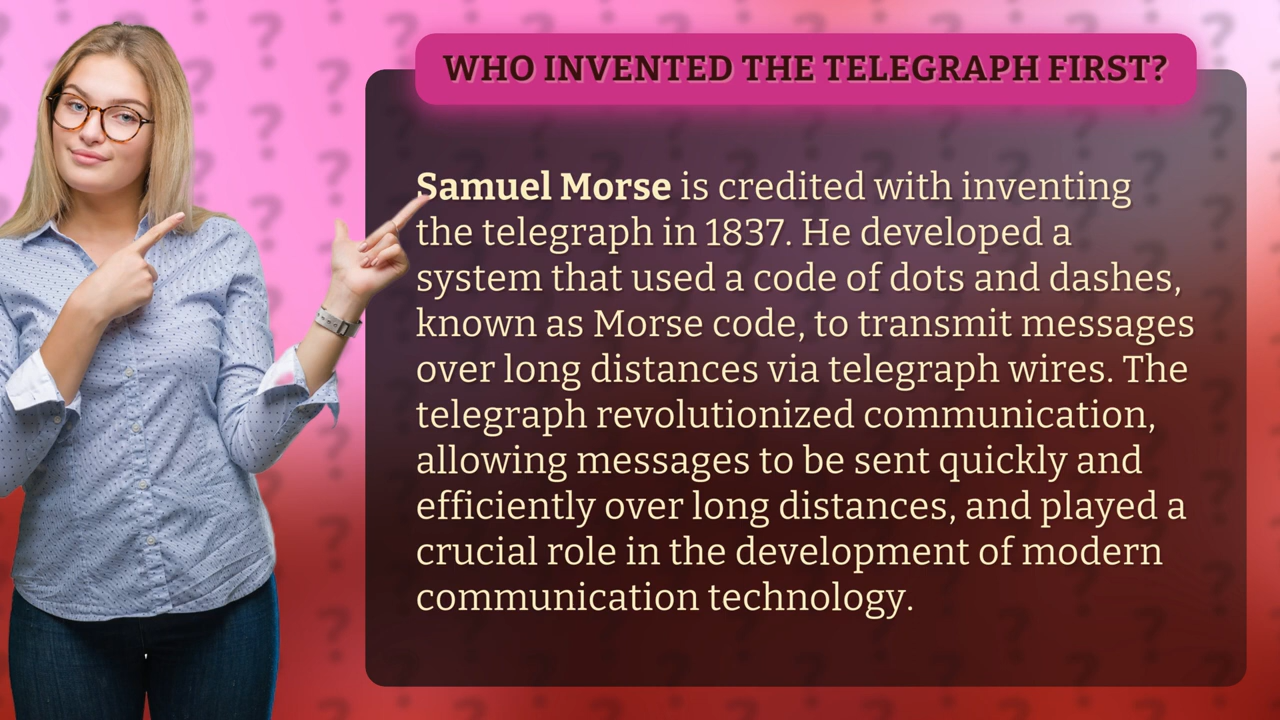 WHO INVENTED THE TELEGRAPH FIRST?
Samuel Morse is credited with inventing
the telegraph in 1837. He developed a
system that used a code of dots and dashes,
known as Morse code, to transmit messages
over long distances via telegraph wires. The
telegraph revolutionized communication,
allowing messages to be sent quickly and
efficiently over long distances, and played a
crucial role in the development of modern
communication technology.